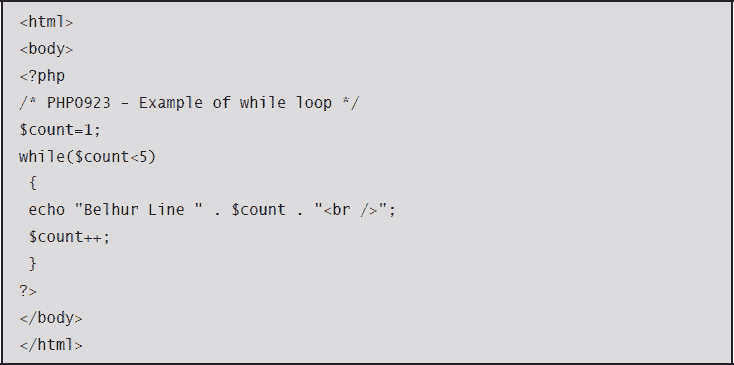 <html>
<body>
<?php
/* PHP0923 – Example of while loop */
$count=1;
while($count<5)
{
echo "Belhur Line " . $count . "<br />";
$count++;
}
?>
</body>
</html>